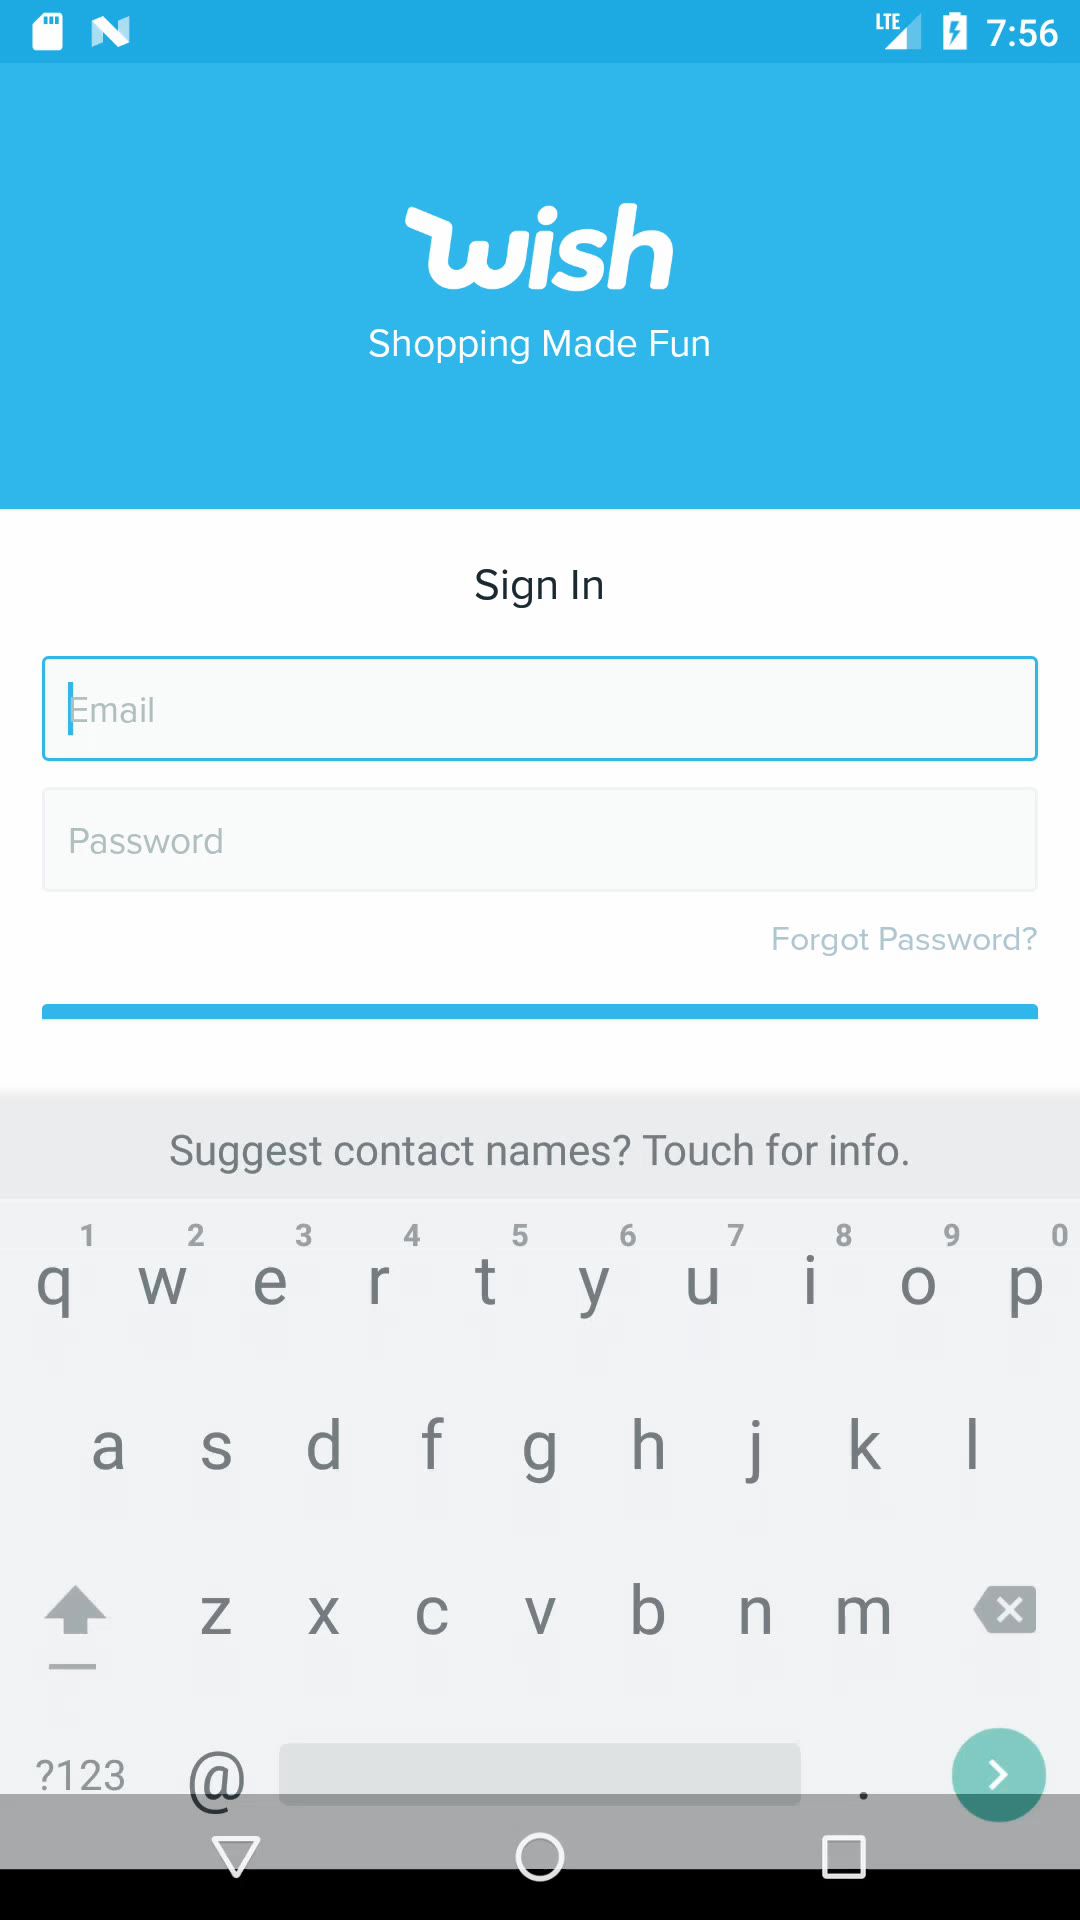 LTE 7:56
wish
Shopping Made Fun
Sign In
Email
Password
Forgot Password?
Suggest contact names? Touch for info.
1 2 3 4 5 6 7 8 9 0
q w e r t y u i o p
a s d f g h j k l
z x c v b n m
?123 @ .